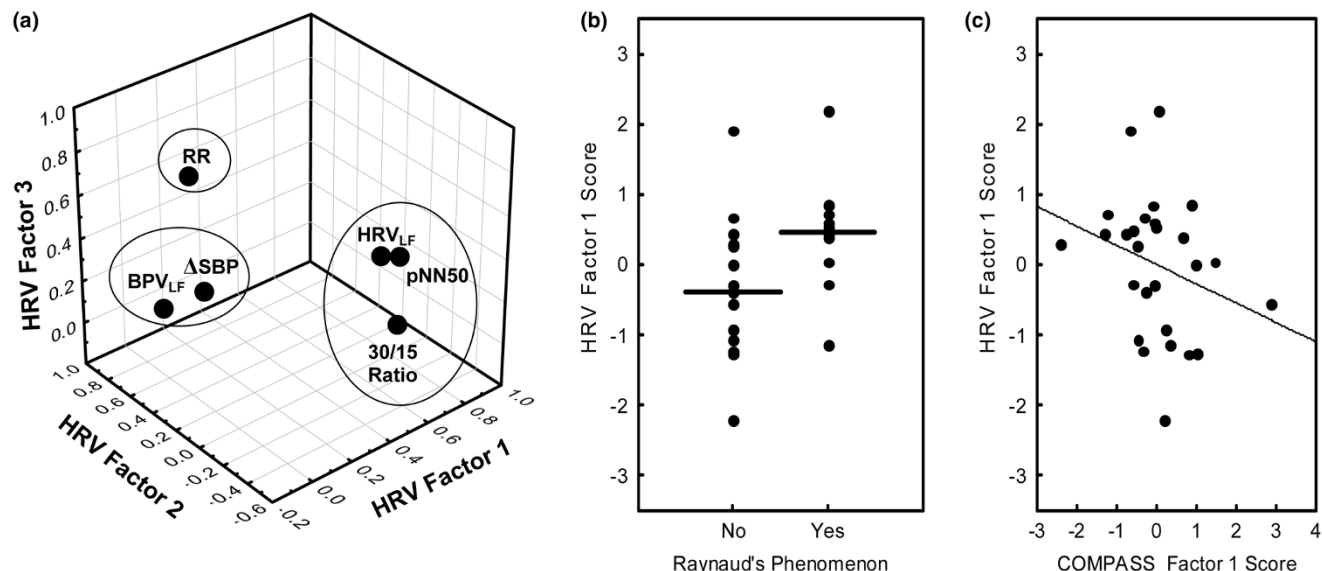 (a)
1.0
0.8
0.6
0.4
0.2
0.0
HRV Factor 3
RR
BPV_LF
ΔSBP
HRV_LF
pNN50
30/15
Ratio
1.0
0.8
0.6
0.4
0.2
0.0
-0.2
-0.4
-0.6
HRV Factor 2
-0.2
0.0
0.2
0.4
0.6
0.8
1.0
HRV Factor 1
(b)
3
2
1
0
-1
-2
-3
HRV Factor 1 Score
No Yes
Raynaud's Phenomenon
(c)
3
2
1
0
-1
-2
-3
HRV Factor 1 Score
-3 -2 -1 0 1 2 3 4
COMPASS Factor 1 Score